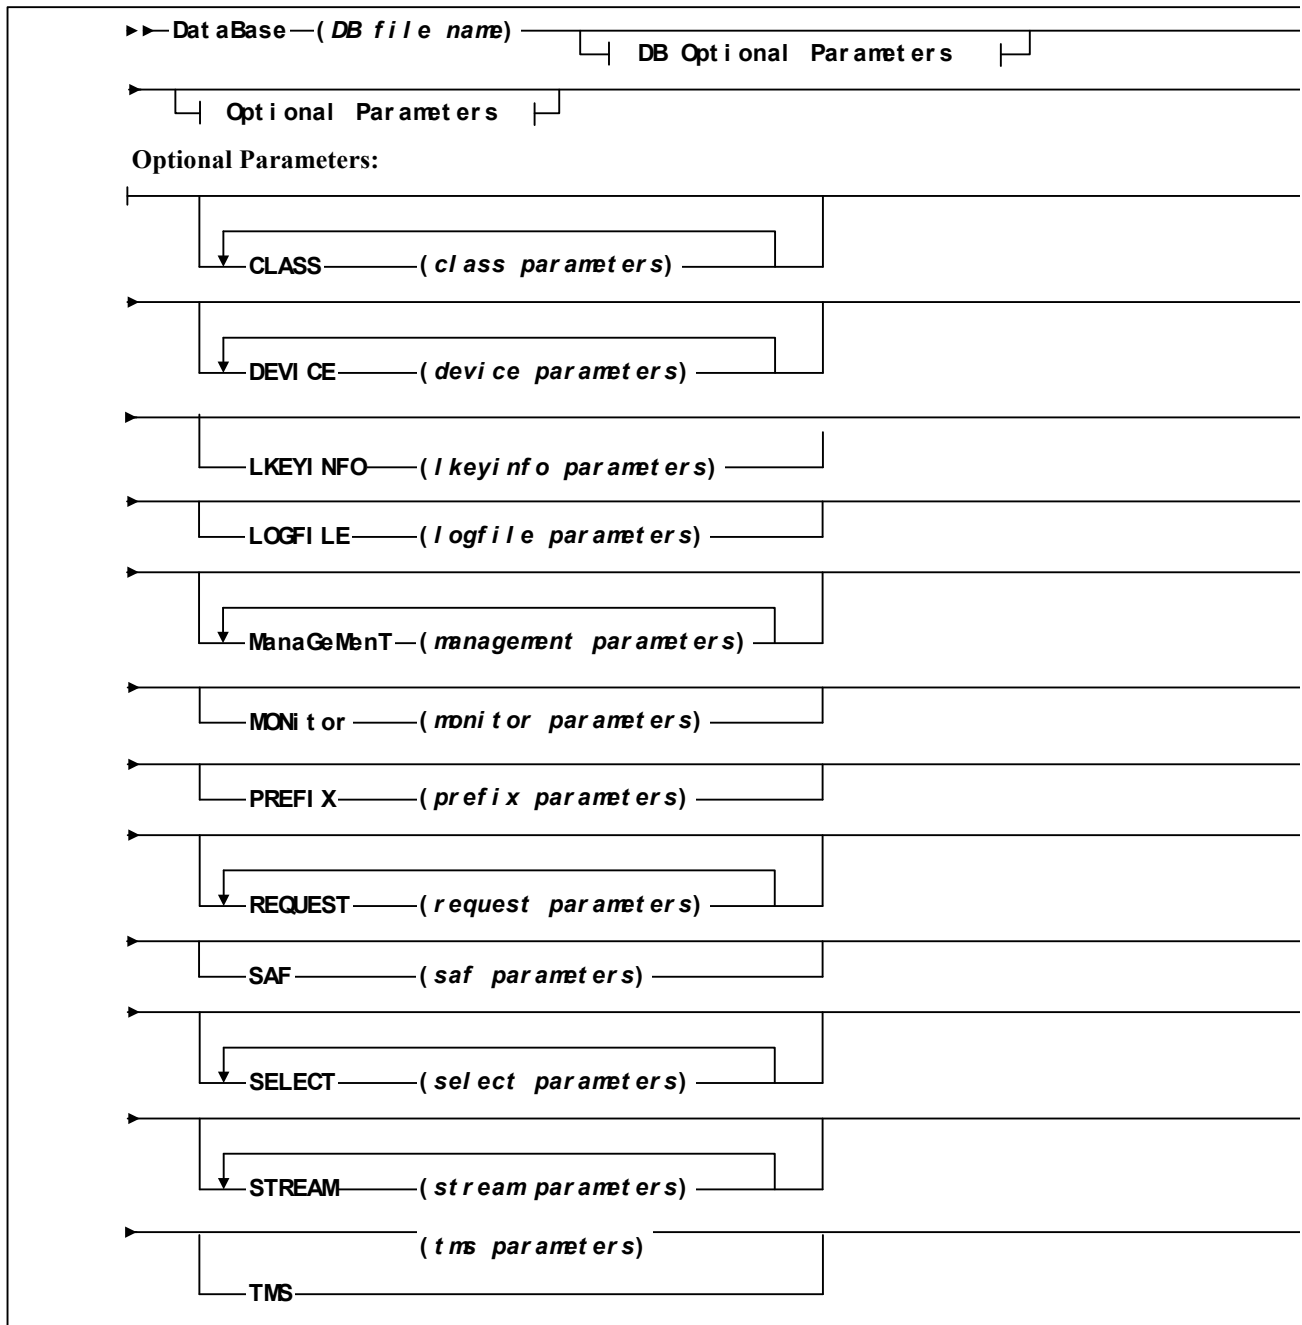 DataBase (DB file name)
DB Optional Parameters
Optional Parameters
Optional Parameters:
CLASS (class parameters)
DEVICE (device parameters)
LKEYINFO (lkeyinfo parameters)
LOGFILE (logfile parameters)
ManaGeMenT (management parameters)
MONitor (monitor parameters)
PREFIX (prefix parameters)
REQUEST (request parameters)
SAF (saf parameters)
SELECT (select parameters)
STREAM (stream parameters)
(tms parameters)
TMS